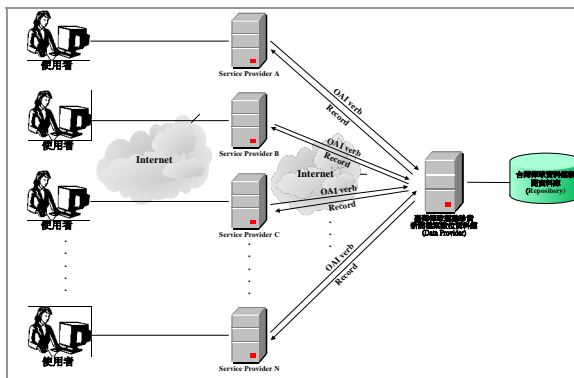 使用者
Service Provider A
OAI verb
Record
使用者
Service Provider B
OAI verb
Record
Internet
Internet
使用者
Service Provider C
OAI verb
Record
(Data Provider)
(Repository)
OAI verb
Record
使用者
Service Provider N